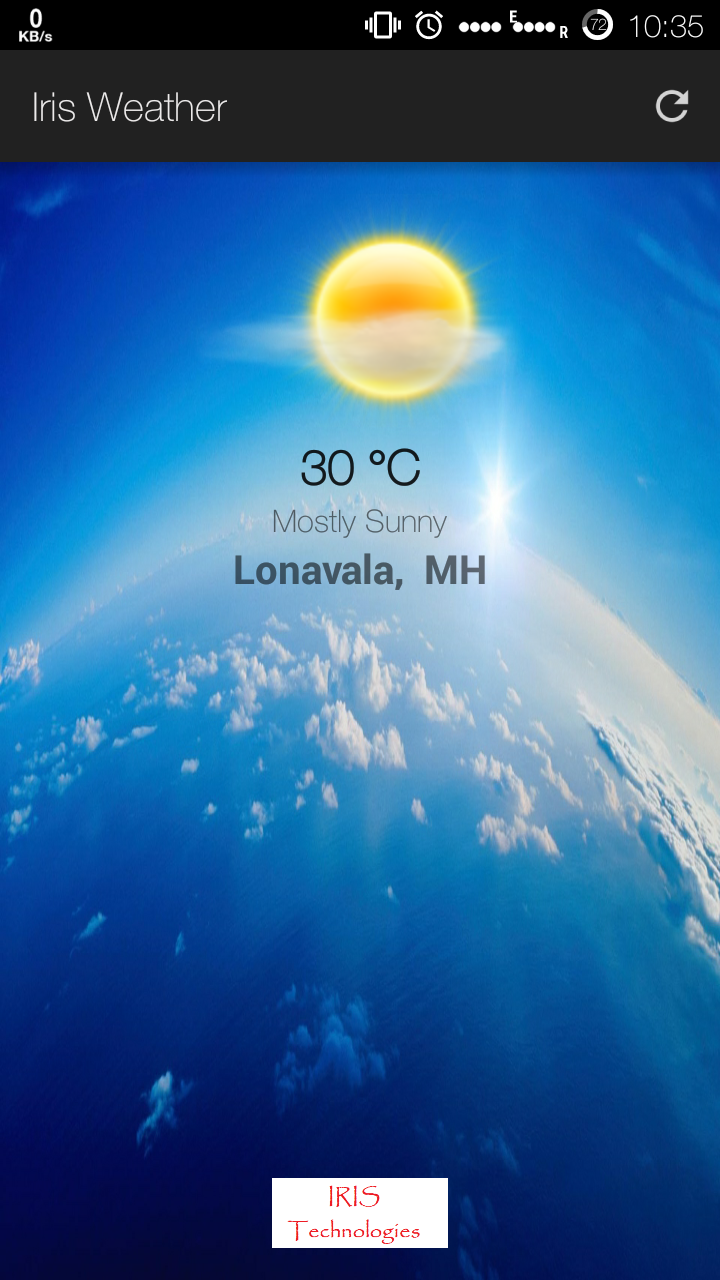 0
KB/s
E
R
72
10:35
Iris Weather
30 °C
Mostly Sunny
Lonavala, MH
IRIS
Technologies